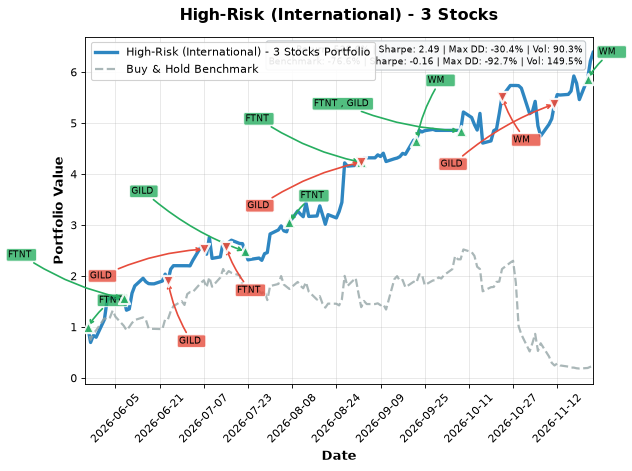 High-Risk (International) - 3 Stocks
High-Risk (International) - 3 Stocks Portfolio
Buy & Hold Benchmark
Sharpe: 2.49 | Max DD: -30.4% | Vol: 90.3%
Benchmark: -76.6% | Sharpe: -0.16 | Max DD: -92.7% | Vol: 149.5%
WM
WM
FTNT , GILD
FTNT
WM
GILD
GILD
FTNT
GILD
FTNT
GILD
FTNT
FTNT
GILD
Portfolio Value
6
5
4
3
2
1
0
2026-06-05
2026-06-21
2026-07-07
2026-07-23
2026-08-08
2026-08-24
2026-09-09
2026-09-25
2026-10-11
2026-10-27
2026-11-12
Date